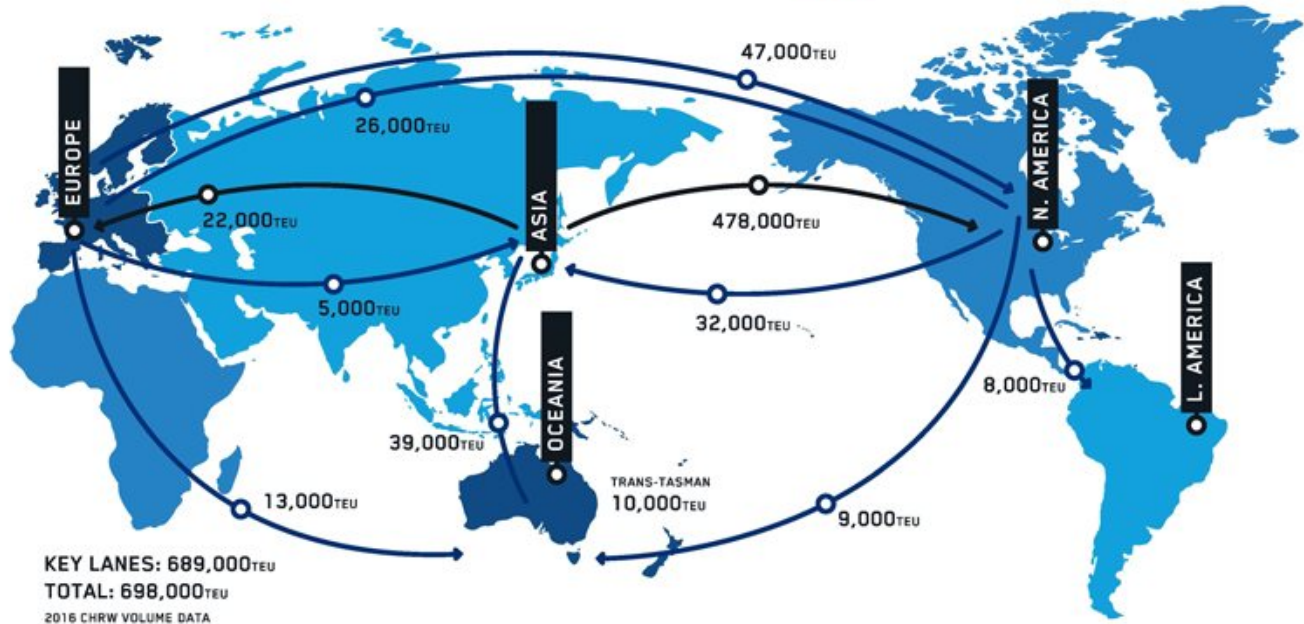 47,000TEU
26,000TEU
EUROPE
22,000TEU
ASIA
478,000TEU
N. AMERICA
5,000TEU
32,000TEU
L. AMERICA
8,000TEU
OCEANIA
39,000TEU
TRANS-TASMAN
10,000TEU
13,000TEU
9,000TEU
KEY LANES: 689,000TEU
TOTAL: 698,000TEU
2016 CHRW VOLUME DATA